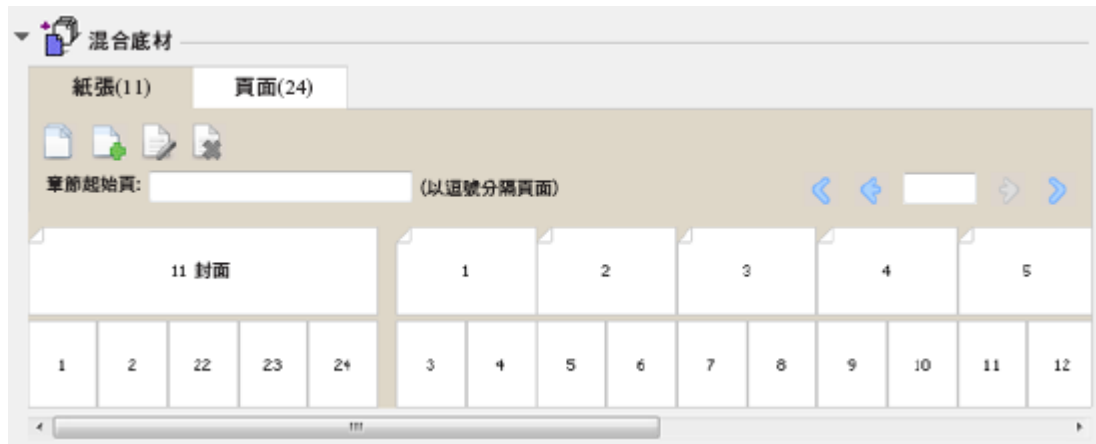 混合底材
紙張(11) 頁面(24)
章節起始頁: (以逗號分隔頁面)
11 封面 1 2 3 4 5
1 2 22 23 24 3 4 5 6 7 8 9 10 11 12